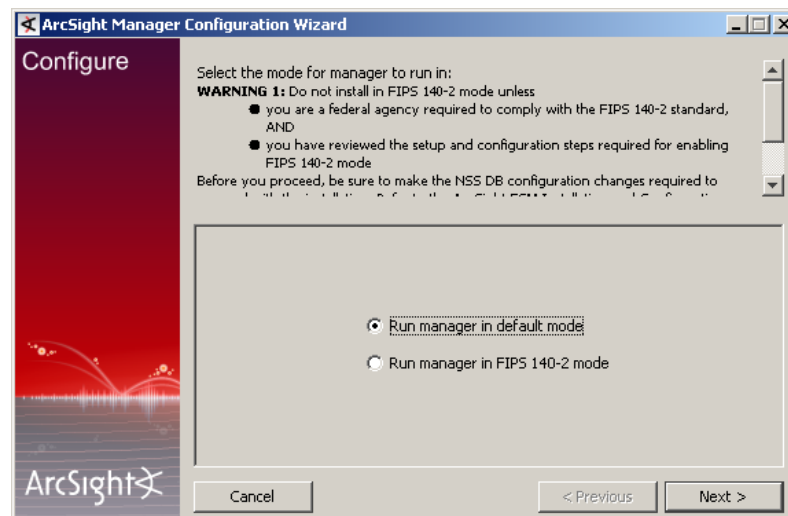 ArcSight Manager Configuration Wizard
Configure
Select the mode for manager to run in:
WARNING 1: Do not install in FIPS 140-2 mode unless
you are a federal agency required to comply with the FIPS 140-2 standard,
AND
you have reviewed the setup and configuration steps required for enabling
FIPS 140-2 mode
Before you proceed, be sure to make the NSS DB configuration changes required to
Run manager in default mode
Run manager in FIPS 140-2 mode
ArcSight
Cancel
< Previous
Next >